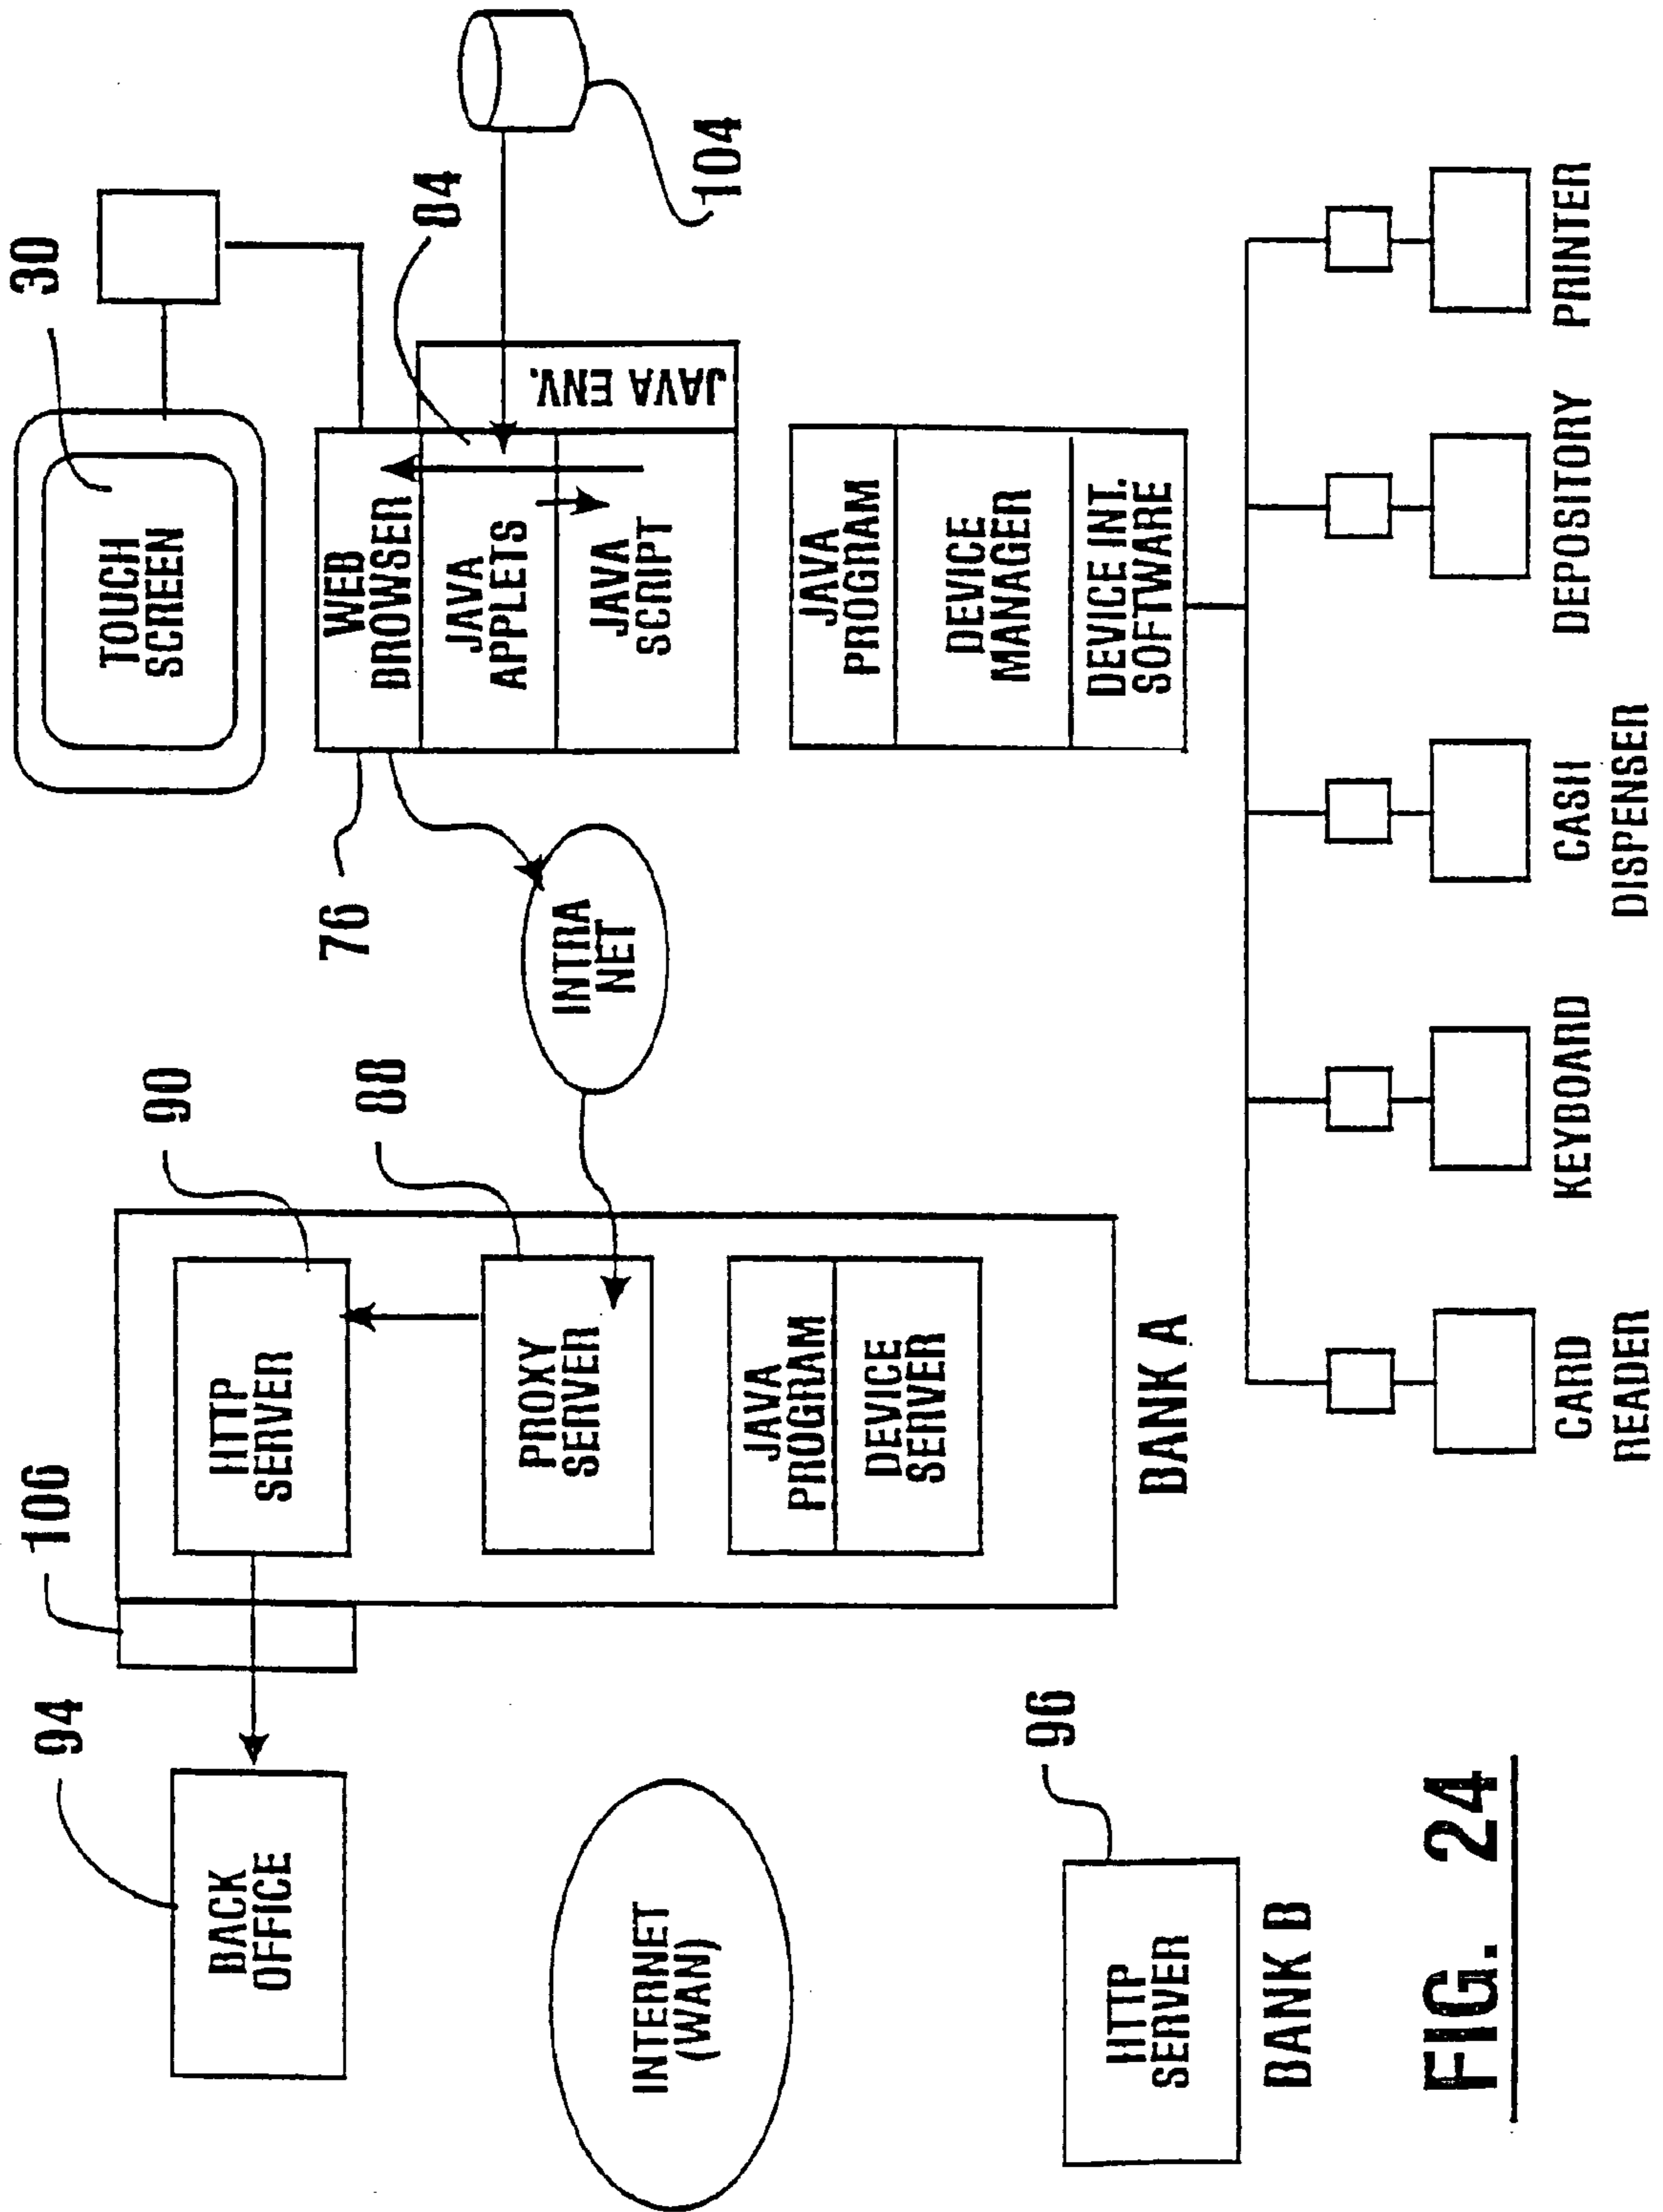 30
TOUCH
SCREEN
84
104
WEB
BROWSER
JAVA
APPLETS
JAVA
SCRIPT
JAVA ENV.
76
INTRA
NET
JAVA
PROGRAM
DEVICE
MANAGER
DEVICE INT.
SOFTWARE
90
88
106
HTTP
SERVER
PROXY
SERVER
JAVA
PROGRAM
DEVICE
SERVER
BANK A
94
BACK
OFFICE
INTERNET
(WAN)
96
HTTP
SERVER
BANK B
CARD
READER
KEYBOARD
CASH
DISPENSER
DEPOSITORY
PRINTER
FIG. 24